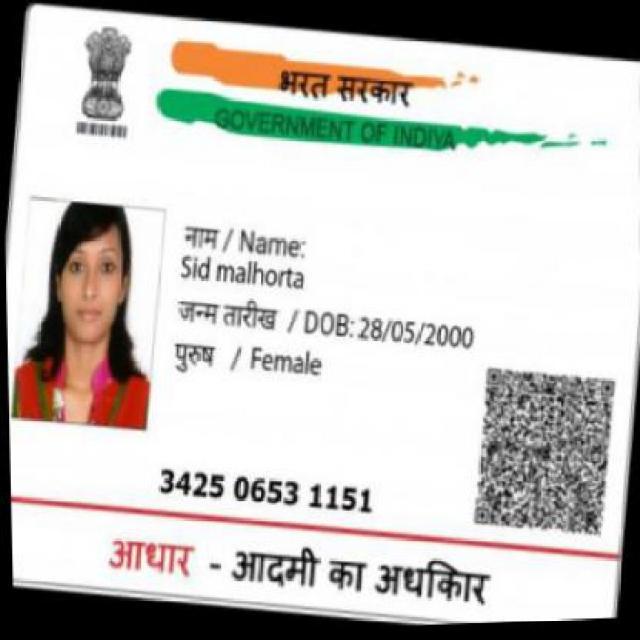 भरत सरकार
GOVERNMENT OF INDIVA
नाम / Name:
Sid malhorta
जन्म तारीख / DOB: 28/05/2000
पुरुष / Female
3425 0653 1151
आधार - आदमी का अधकिार